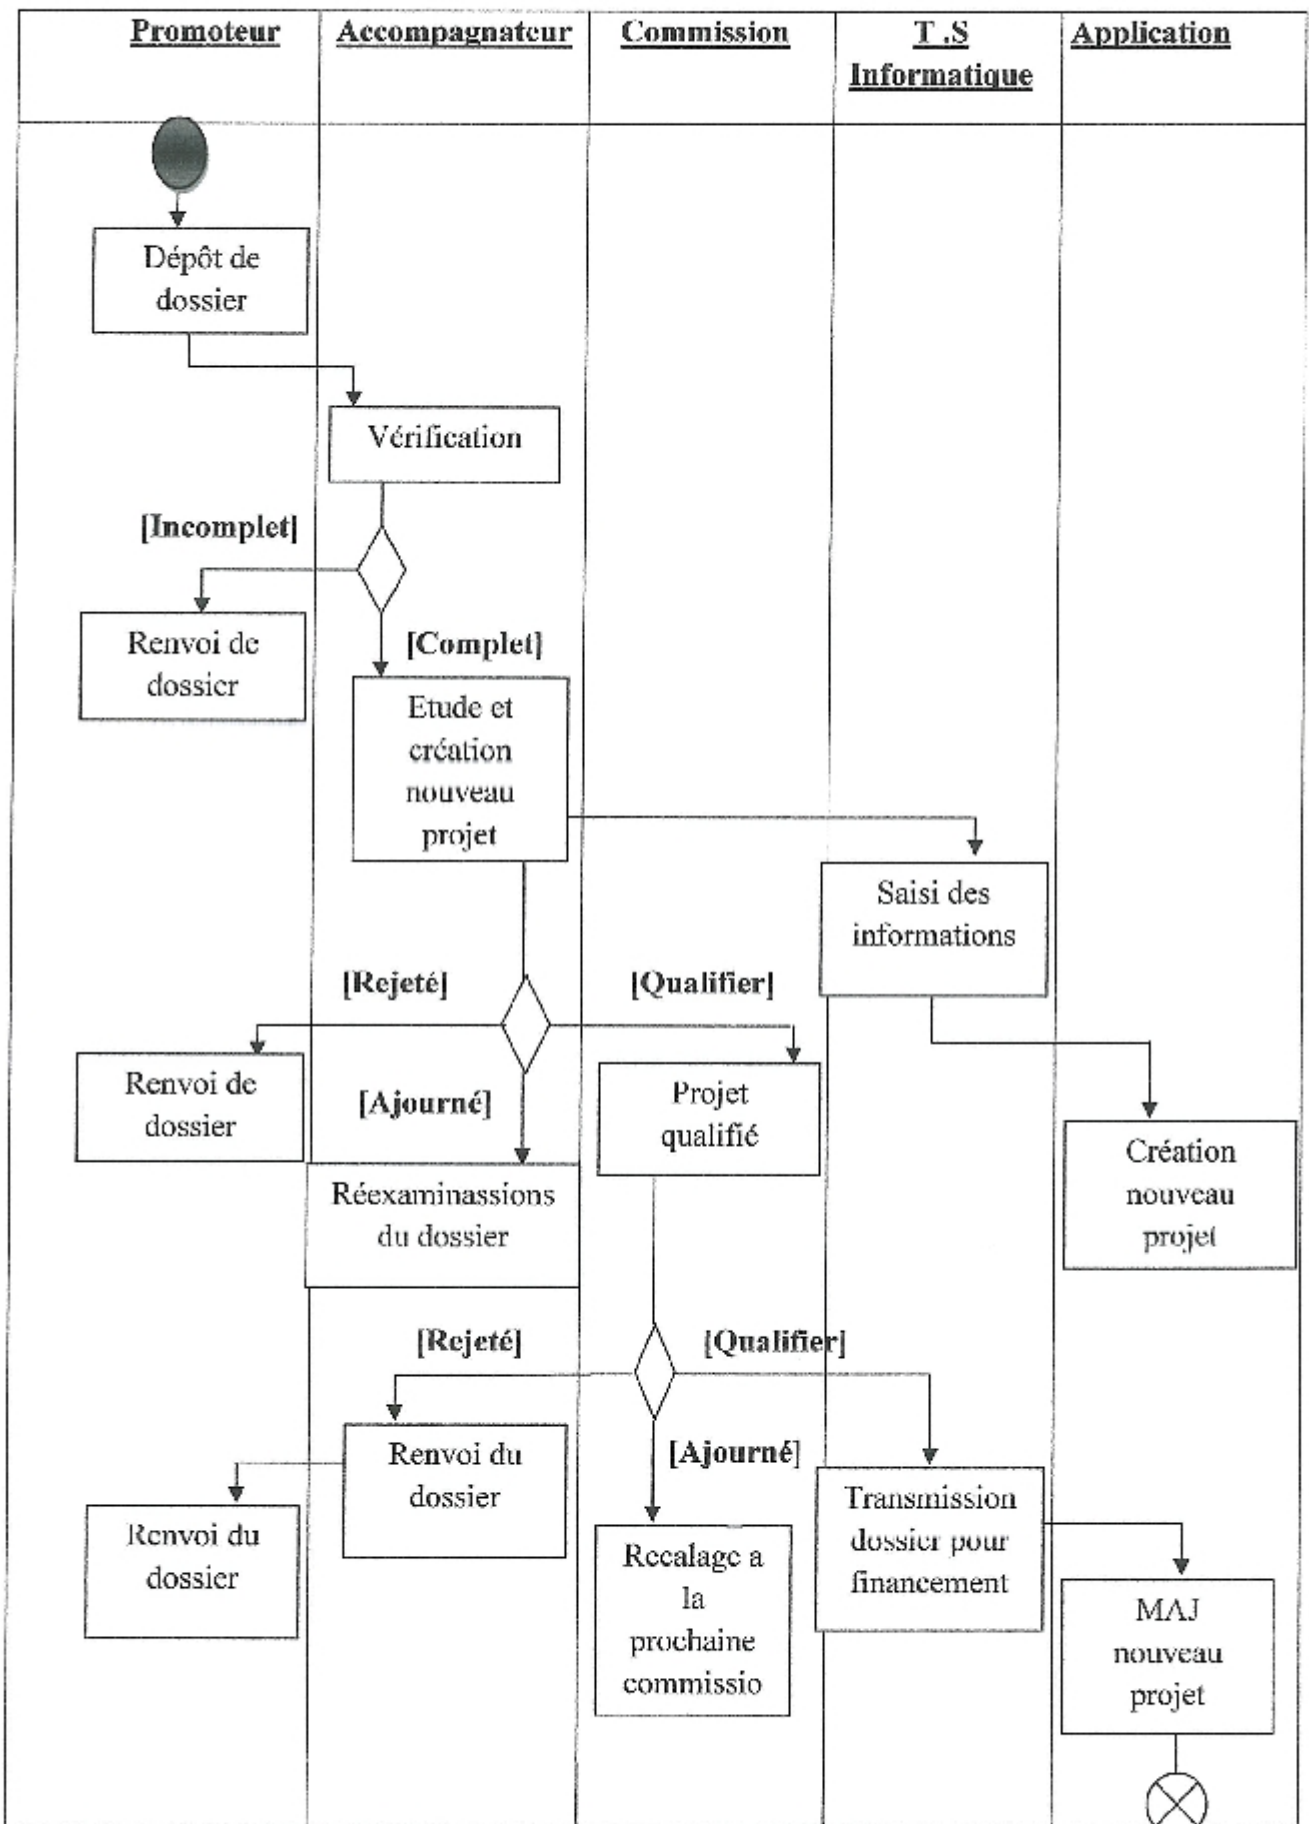 Promoteur
Accompagnateur
Commission
T .S
Informatique
Application
Dépôt de
dossier
Vérification
[Incomplet]
Renvoi de
dossier
[Complet]
Etude et
création
nouveau
projet
Saisi des
informations
[Rejeté]
[Qualifier]
Renvoi de
dossier
[Ajourné]
Projet
qualifié
Création
nouveau
projet
Réexaminassions
du dossier
[Rejeté]
[Qualifier]
Renvoi du
dossier
[Ajourné]
Transmission
dossier pour
financement
Renvoi du
dossier
Recalage a
la
prochaine
commissio
MAJ
nouveau
projet